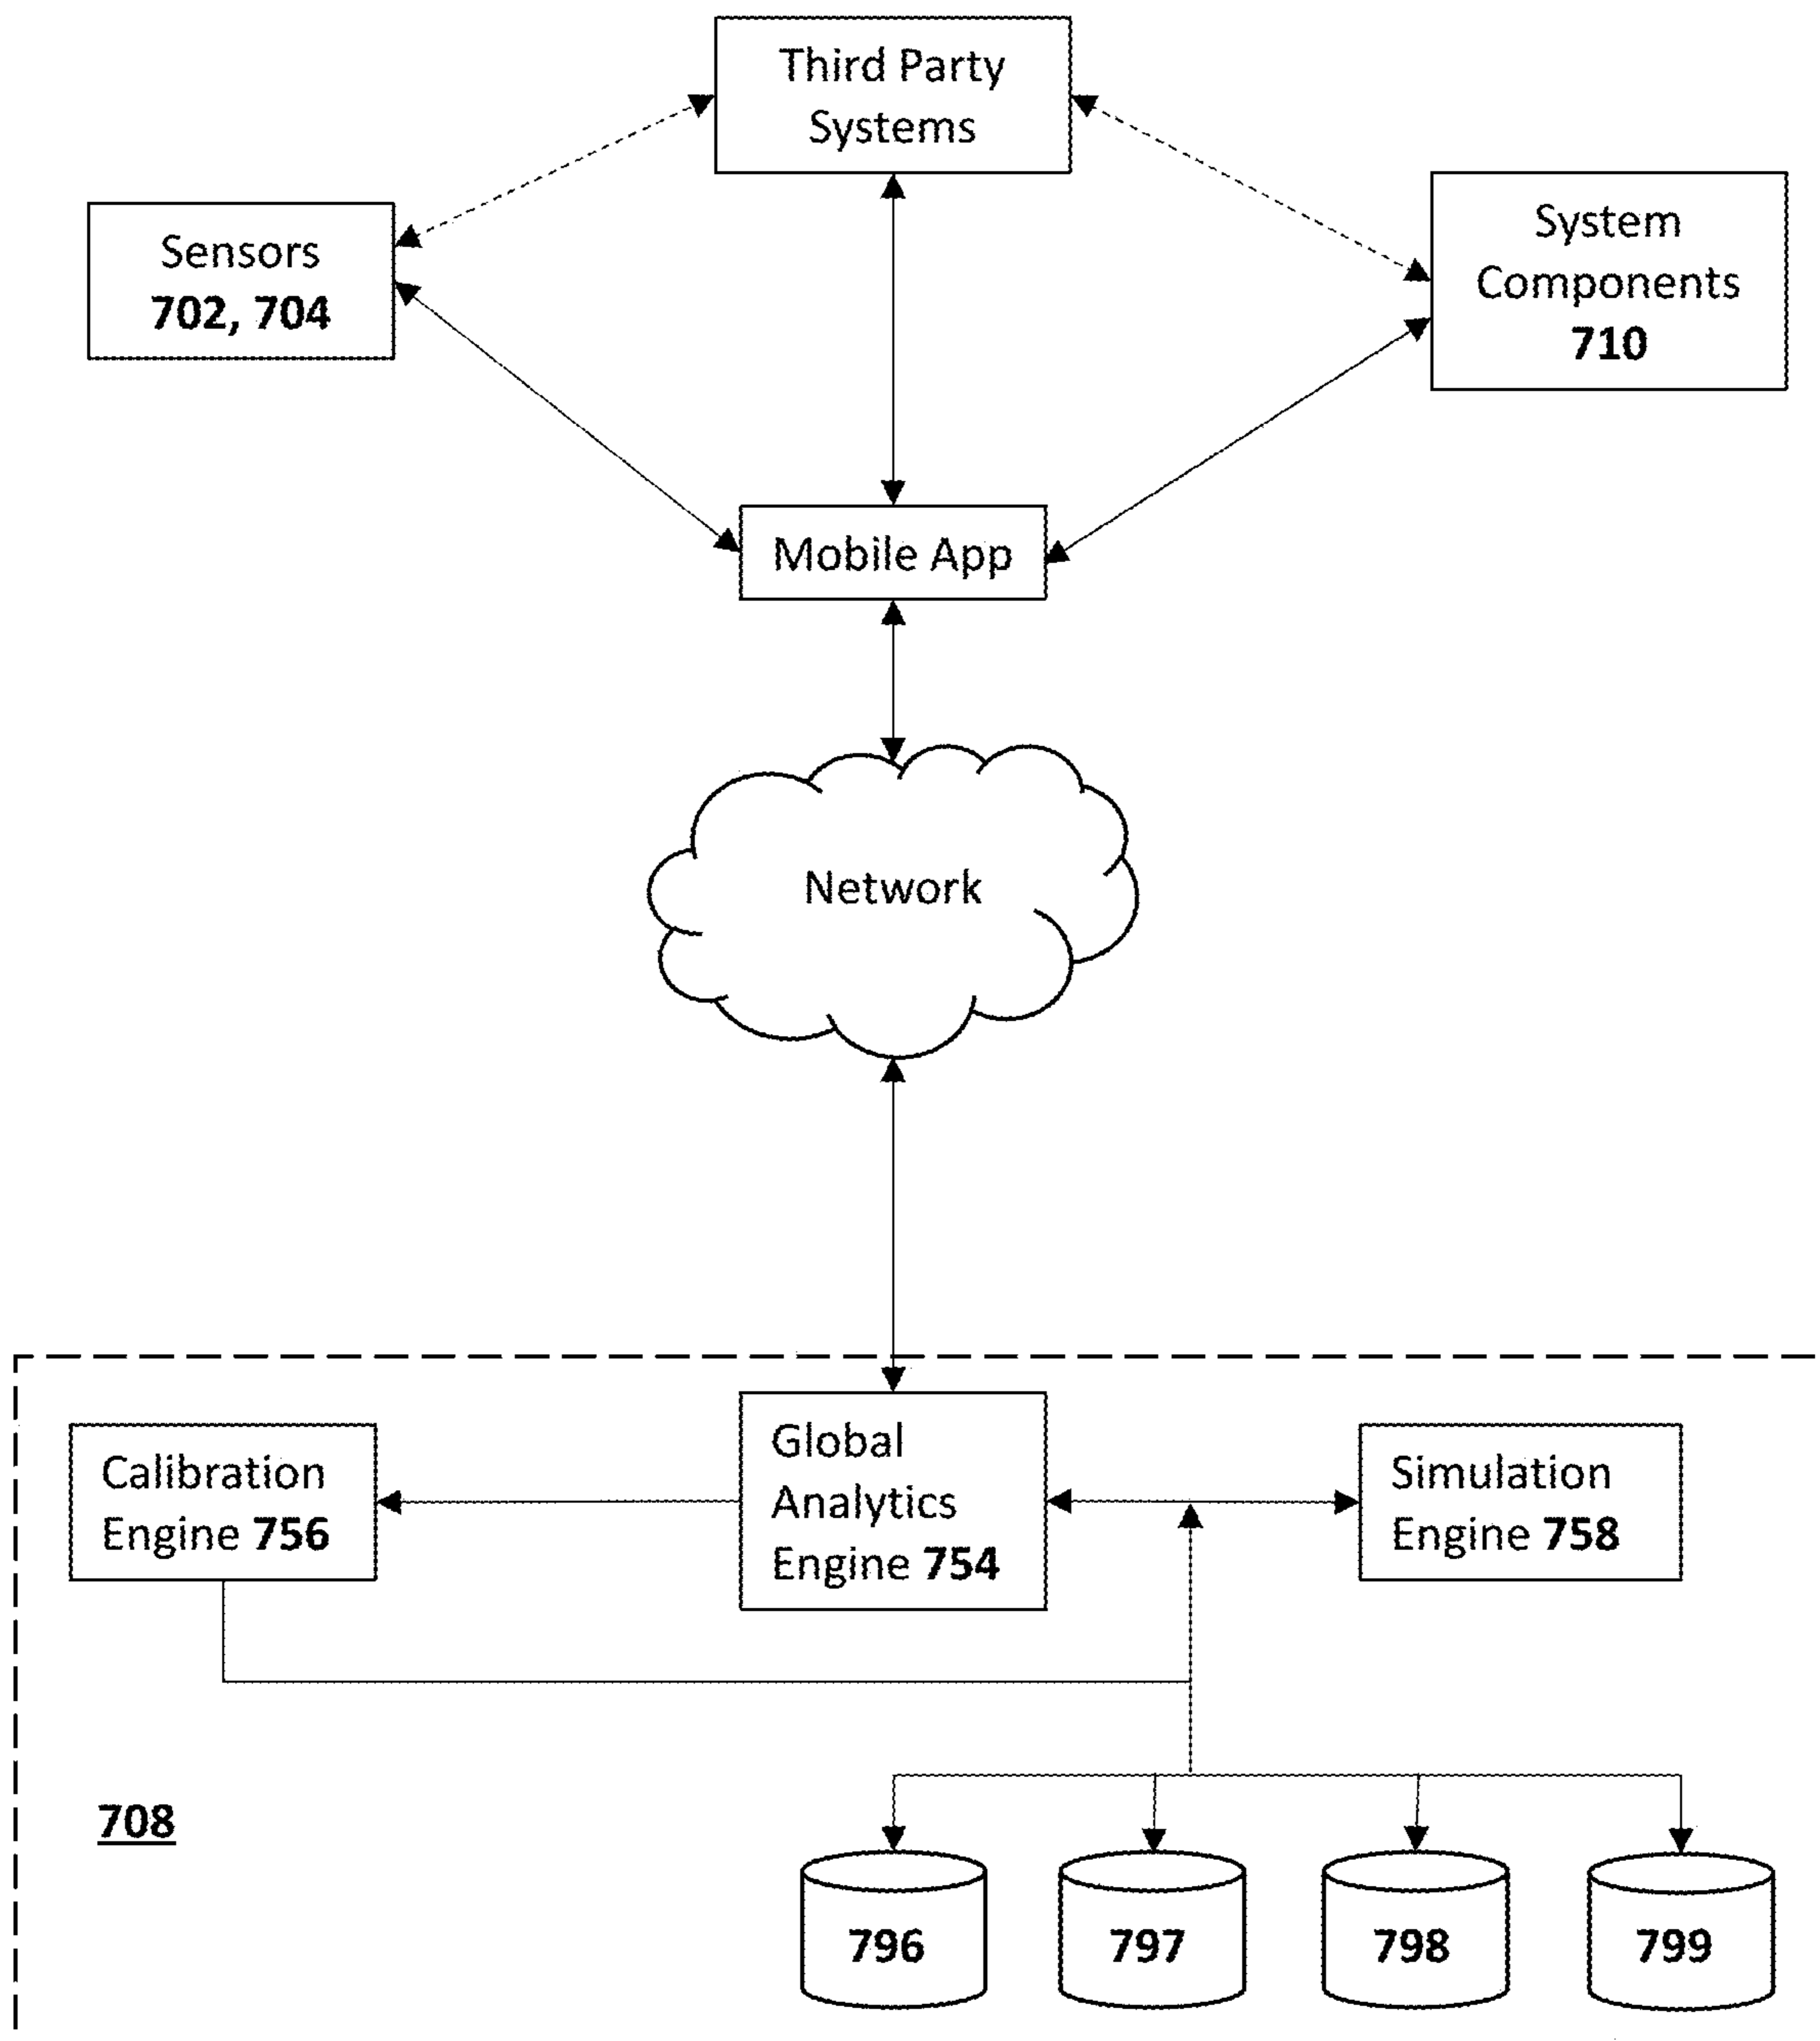 Third Party
Systems
Sensors
702, 704
System
Components
710
Mobile App
Network
Calibration
Engine 756
Global
Analytics
Engine 754
Simulation
Engine 758
708
796
797
798
799